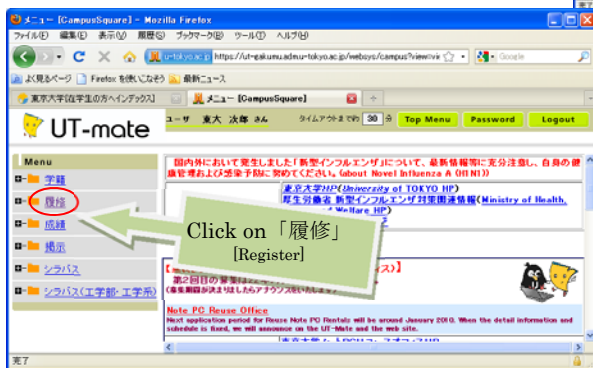 メニュー [CampusSquare] - Mozilla Firefox
ファイル(F) 編集(E) 表示(V) 履歴(S) ブックマーク(B) ツール(T) ヘルプ(H)
u-tokyo.ac.jp https://ut-gakumu.adm.u-tokyo.ac.jp/websys/campus?view=vie Google
よく見るページ Firefox を使いこなそう 最新ニュース
東京大学[在学生の方へインデックス] メニュー [CampusSquare]
UT-mate
ユーザ 東大 次郎 さん タイムアウトまで約 30 分 Top Menu Password Logout
Menu
学籍
履修
成績
掲示
シラバス
シラバス(工学部・工学系)
国内外において発生しました「新型インフルエンザ」について、最新情報等に充分注意し、自身の健
康管理および感染予防に努めてください。(about Novel Influenza A (H1N1))
東京大学HP(University of TOKYO HP)
厚生労働省 新型インフルエンザ対策関連情報(Ministry of Health,
of Welfare HP)
Click on「履修」
[Register]
Note PC Reuse Office
Next application period for Reuse Note PC Rentals will be around January 2010. When the detail information and
schedule is fixed, we will announce on the UT-Mate and the web site.
完了